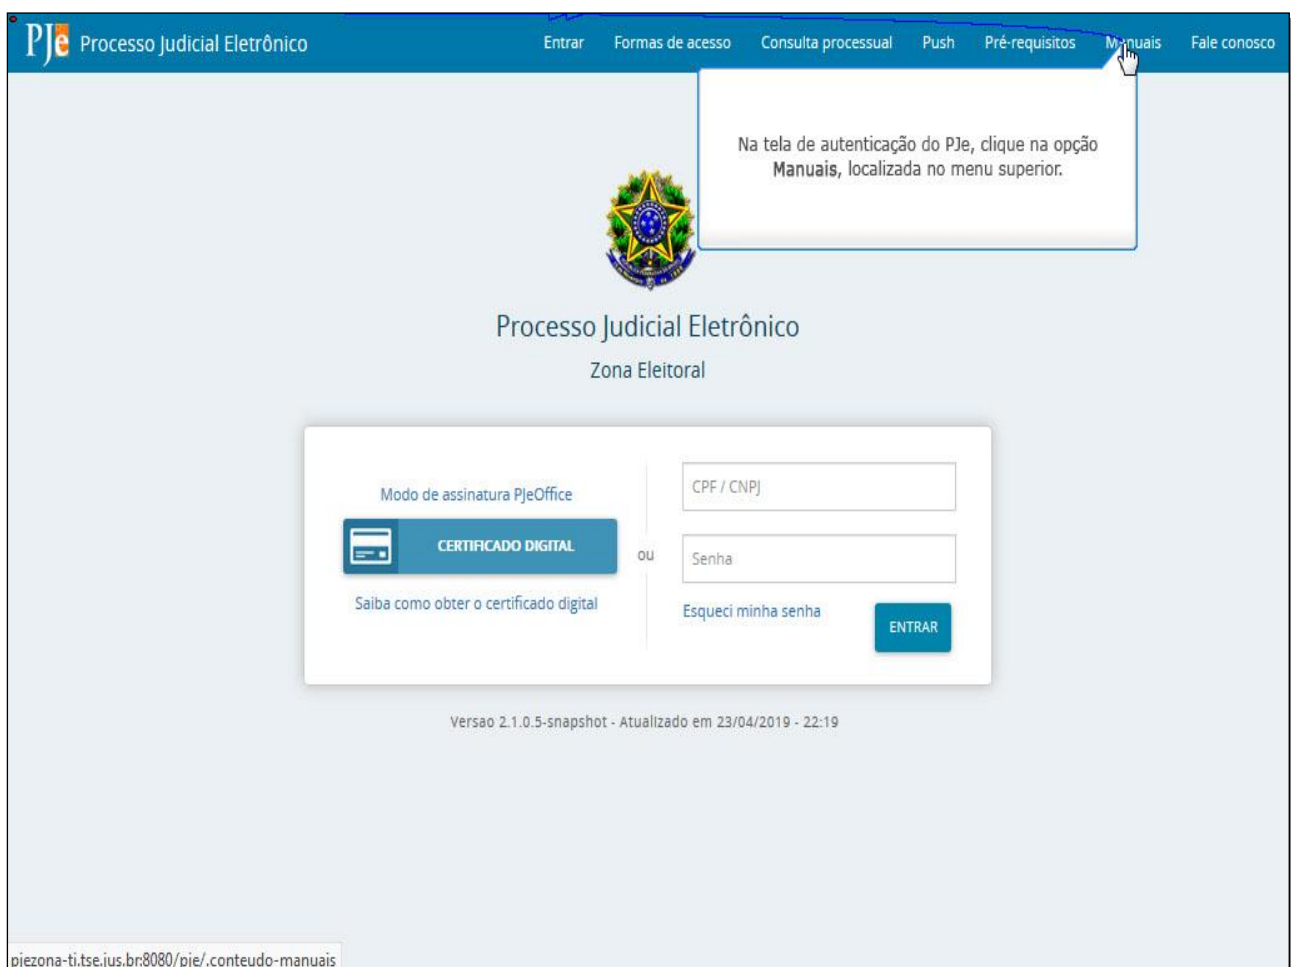 PJe Processo Judicial Eletrônico
Entrar Formas de acesso Consulta processual Push Pré-requisitos Manuais Fale conosco
Na tela de autenticação do PJe, clique na opção
Manuais, localizada no menu superior.
Processo Judicial Eletrônico
Zona Eleitoral
Modo de assinatura PJeOffice
CERTIFICADO DIGITAL
Saiba como obter o certificado digital
ou
CPF / CNPJ
Senha
Esqueci minha senha
ENTRAR
Versao 2.1.0.5-snapshot - Atualizado em 23/04/2019 - 22:19
pjezona-ti.tse.jus.br:8080/pje/.conteudo-manuais